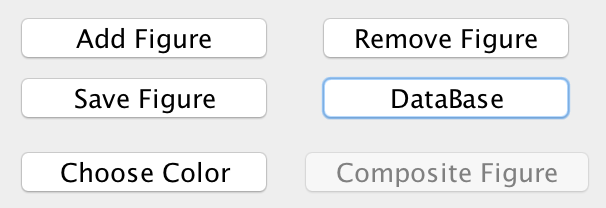 Add Figure
Remove Figure
Save Figure
DataBase
Choose Color
Composite Figure